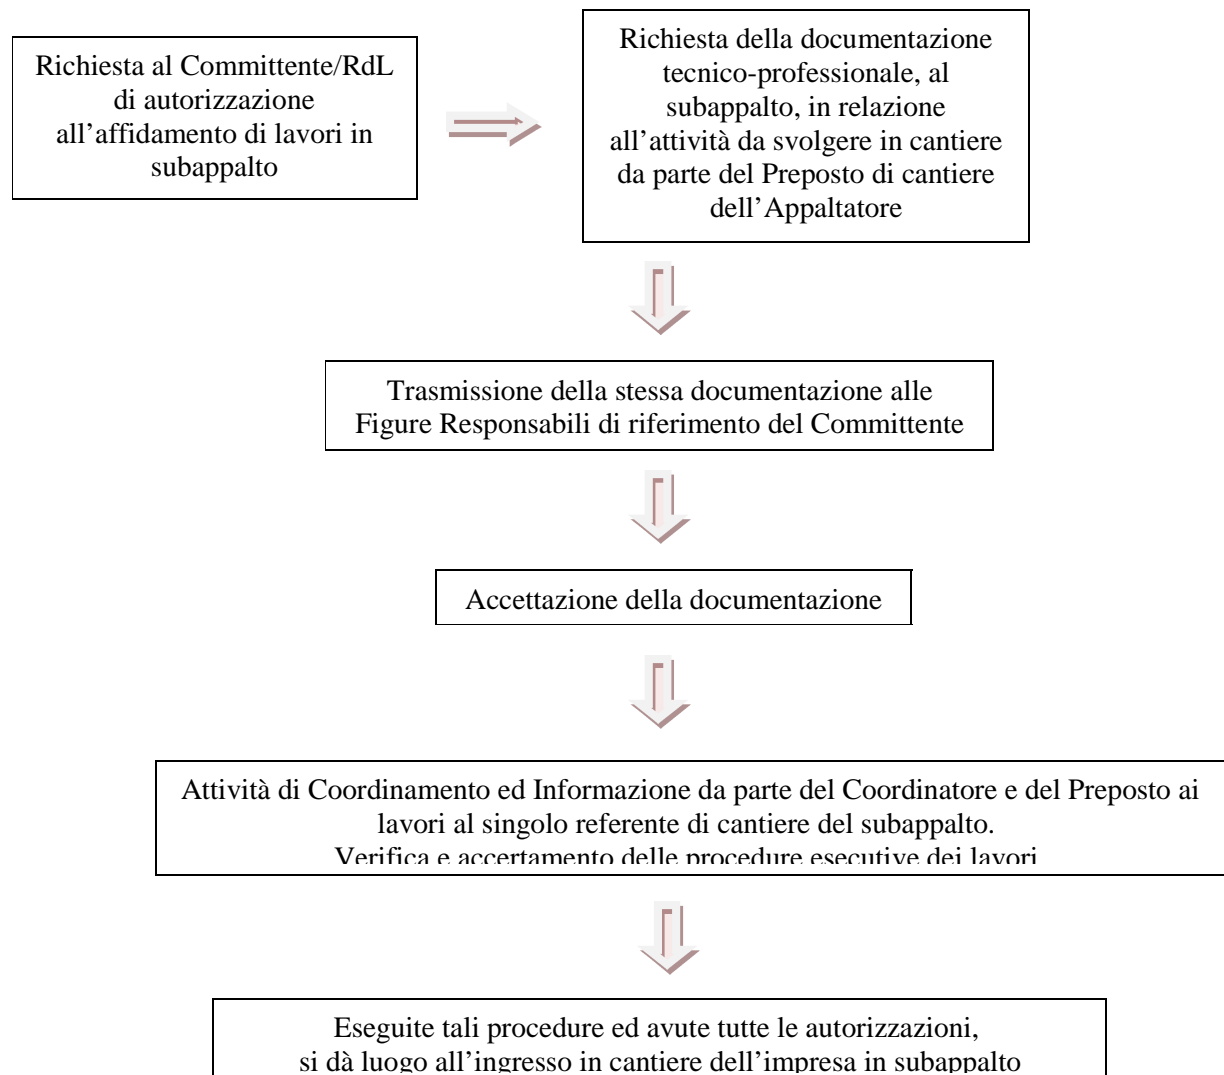 Richiesta al Committente/RdL
di autorizzazione
all’affidamento di lavori in
subappalto
Richiesta della documentazione
tecnico-professionale, al
subappalto, in relazione
all’attività da svolgere in cantiere
da parte del Preposto di cantiere
dell’Appaltatore
Trasmissione della stessa documentazione alle
Figure Responsabili di riferimento del Committente
Accettazione della documentazione
Attività di Coordinamento ed Informazione da parte del Coordinatore e del Preposto ai
lavori al singolo referente di cantiere del subappalto.
Verifica e accertamento delle procedure esecutive dei lavori
Eseguite tali procedure ed avute tutte le autorizzazioni,
si dà luogo all’ingresso in cantiere dell’impresa in subappalto